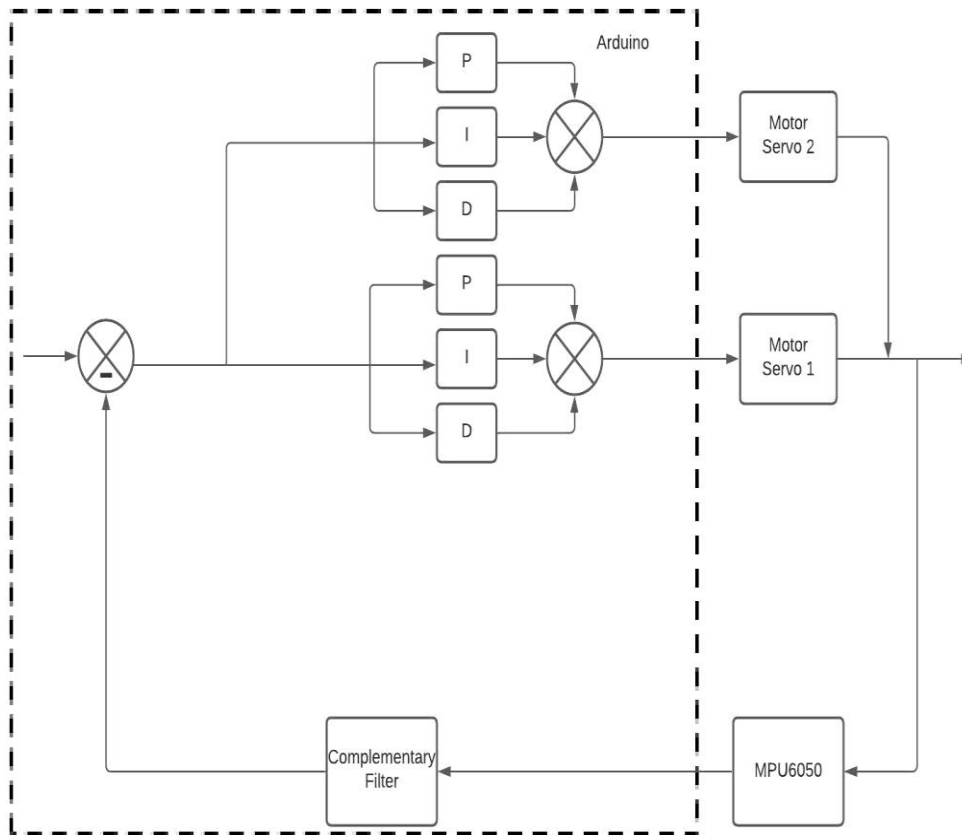 Arduino
P
I
D
Motor
Servo 2
P
I
D
Motor
Servo 1
Complementary
Filter
MPU6050